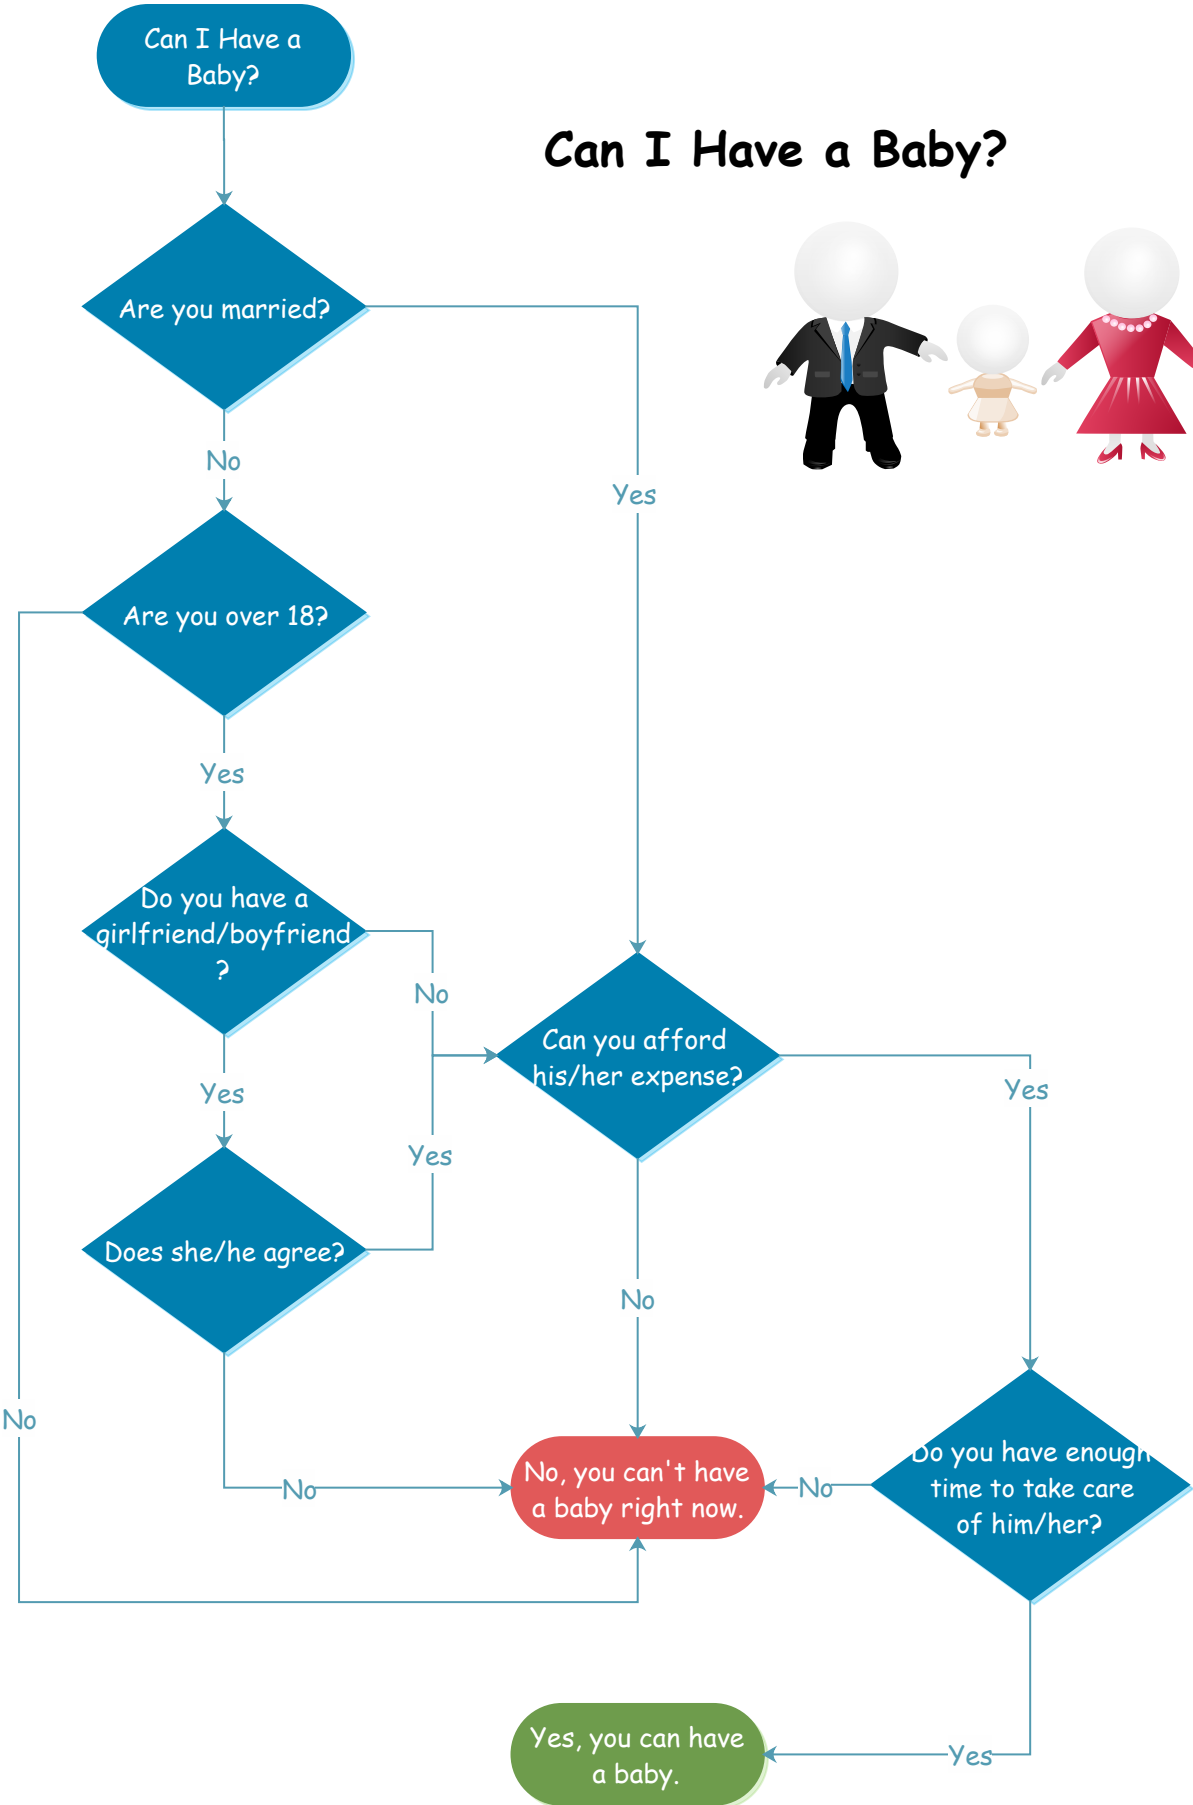 Can I Have a
Baby?
Can I Have a Baby?
Are you married?
No
Yes
Are you over 18?
Yes
Do you have a
girlfriend/boyfriend
?
No
Can you afford
his/her expense?
Yes
Yes
Yes
Does she/he agree?
No
No
No
No, you can't have
a baby right now.
No
Do you have enough
time to take care
of him/her?
Yes, you can have
a baby.
Yes